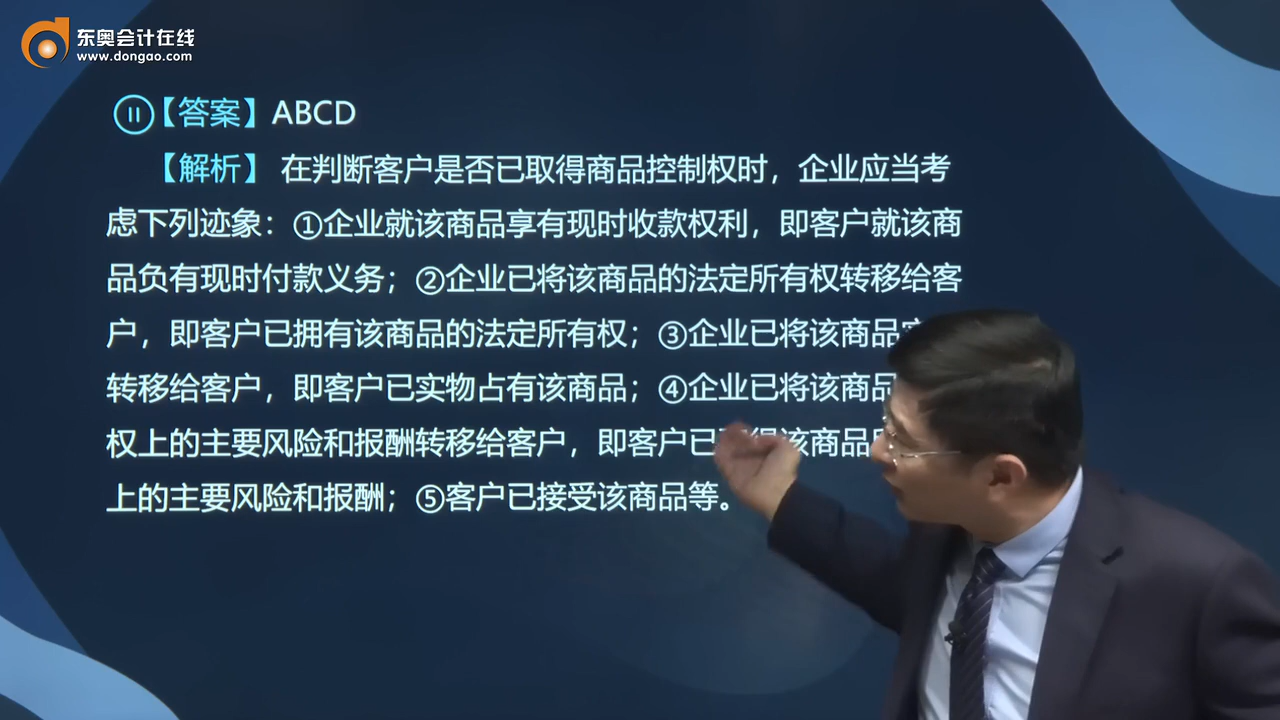 东奥会计在线
www.dongao.com
⑪【答案】ABCD
【解析】 在判断客户是否已取得商品控制权时，企业应当考
虑下列迹象：①企业就该商品享有现时收款权利，即客户就该商
品负有现时付款义务；②企业已将该商品的法定所有权转移给客
户，即客户已拥有该商品的法定所有权；③企业已将该商品
转移给客户，即客户已实物占有该商品；④企业已将该商品
权上的主要风险和报酬转移给客户，即客户已取得该商品
上的主要风险和报酬；⑤客户已接受该商品等。